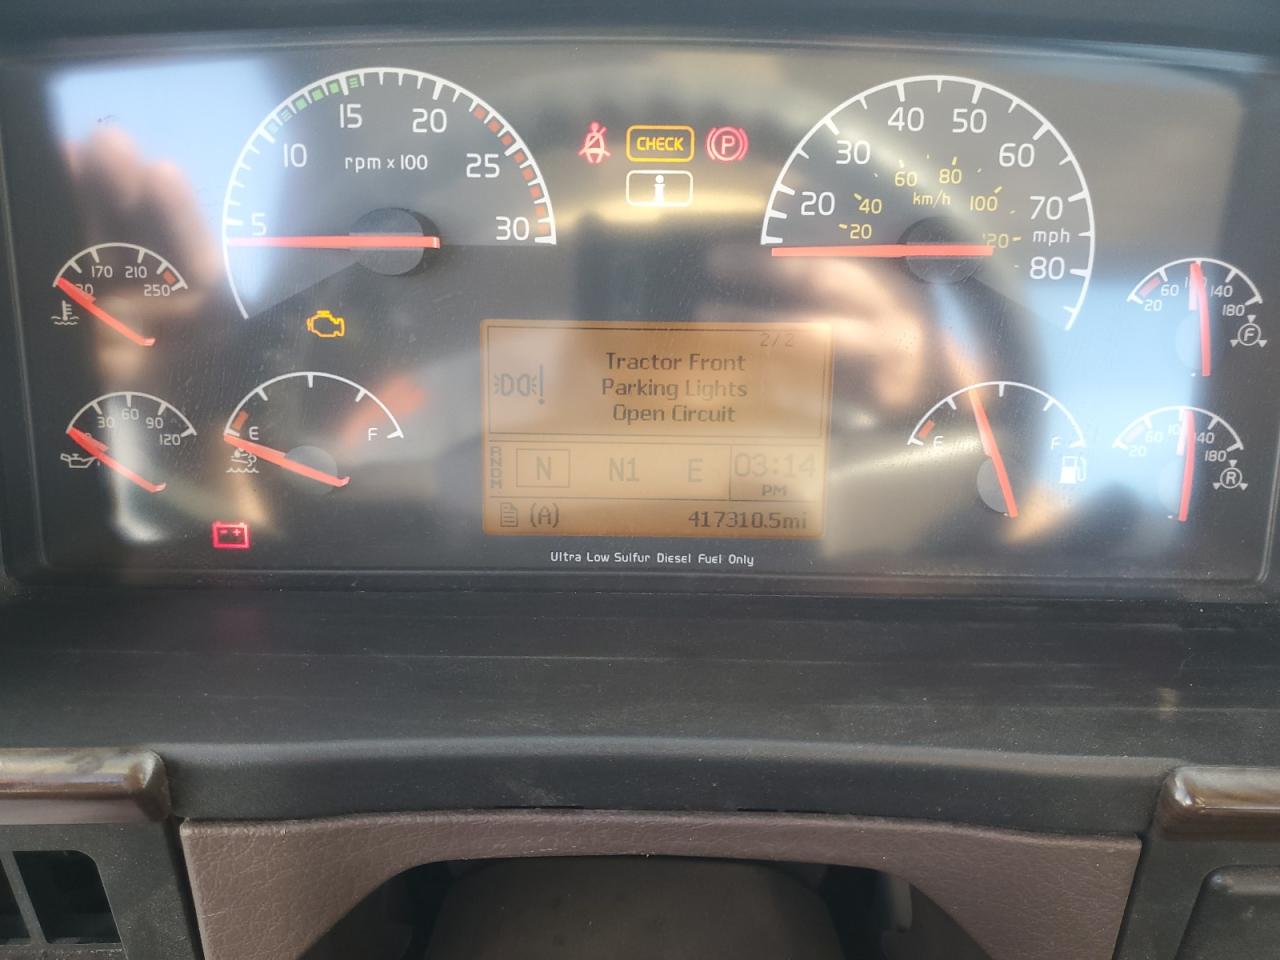 15
20
10
rpm x 100
25
5
30
CHECK
P
i
40
50
30
60
60
80
20
40
km/h
100
70
20
mph
80
170
210
250
60
140
20
180
F
2/2
Tractor Front
Parking Lights
Open Circuit
30
60
90
120
E
F
E
F
60
140
20
180
R
RNDM
N
N1
E
03:14
PM
(A)
417310.5mi
Ultra Low Sulfur Diesel Fuel Only